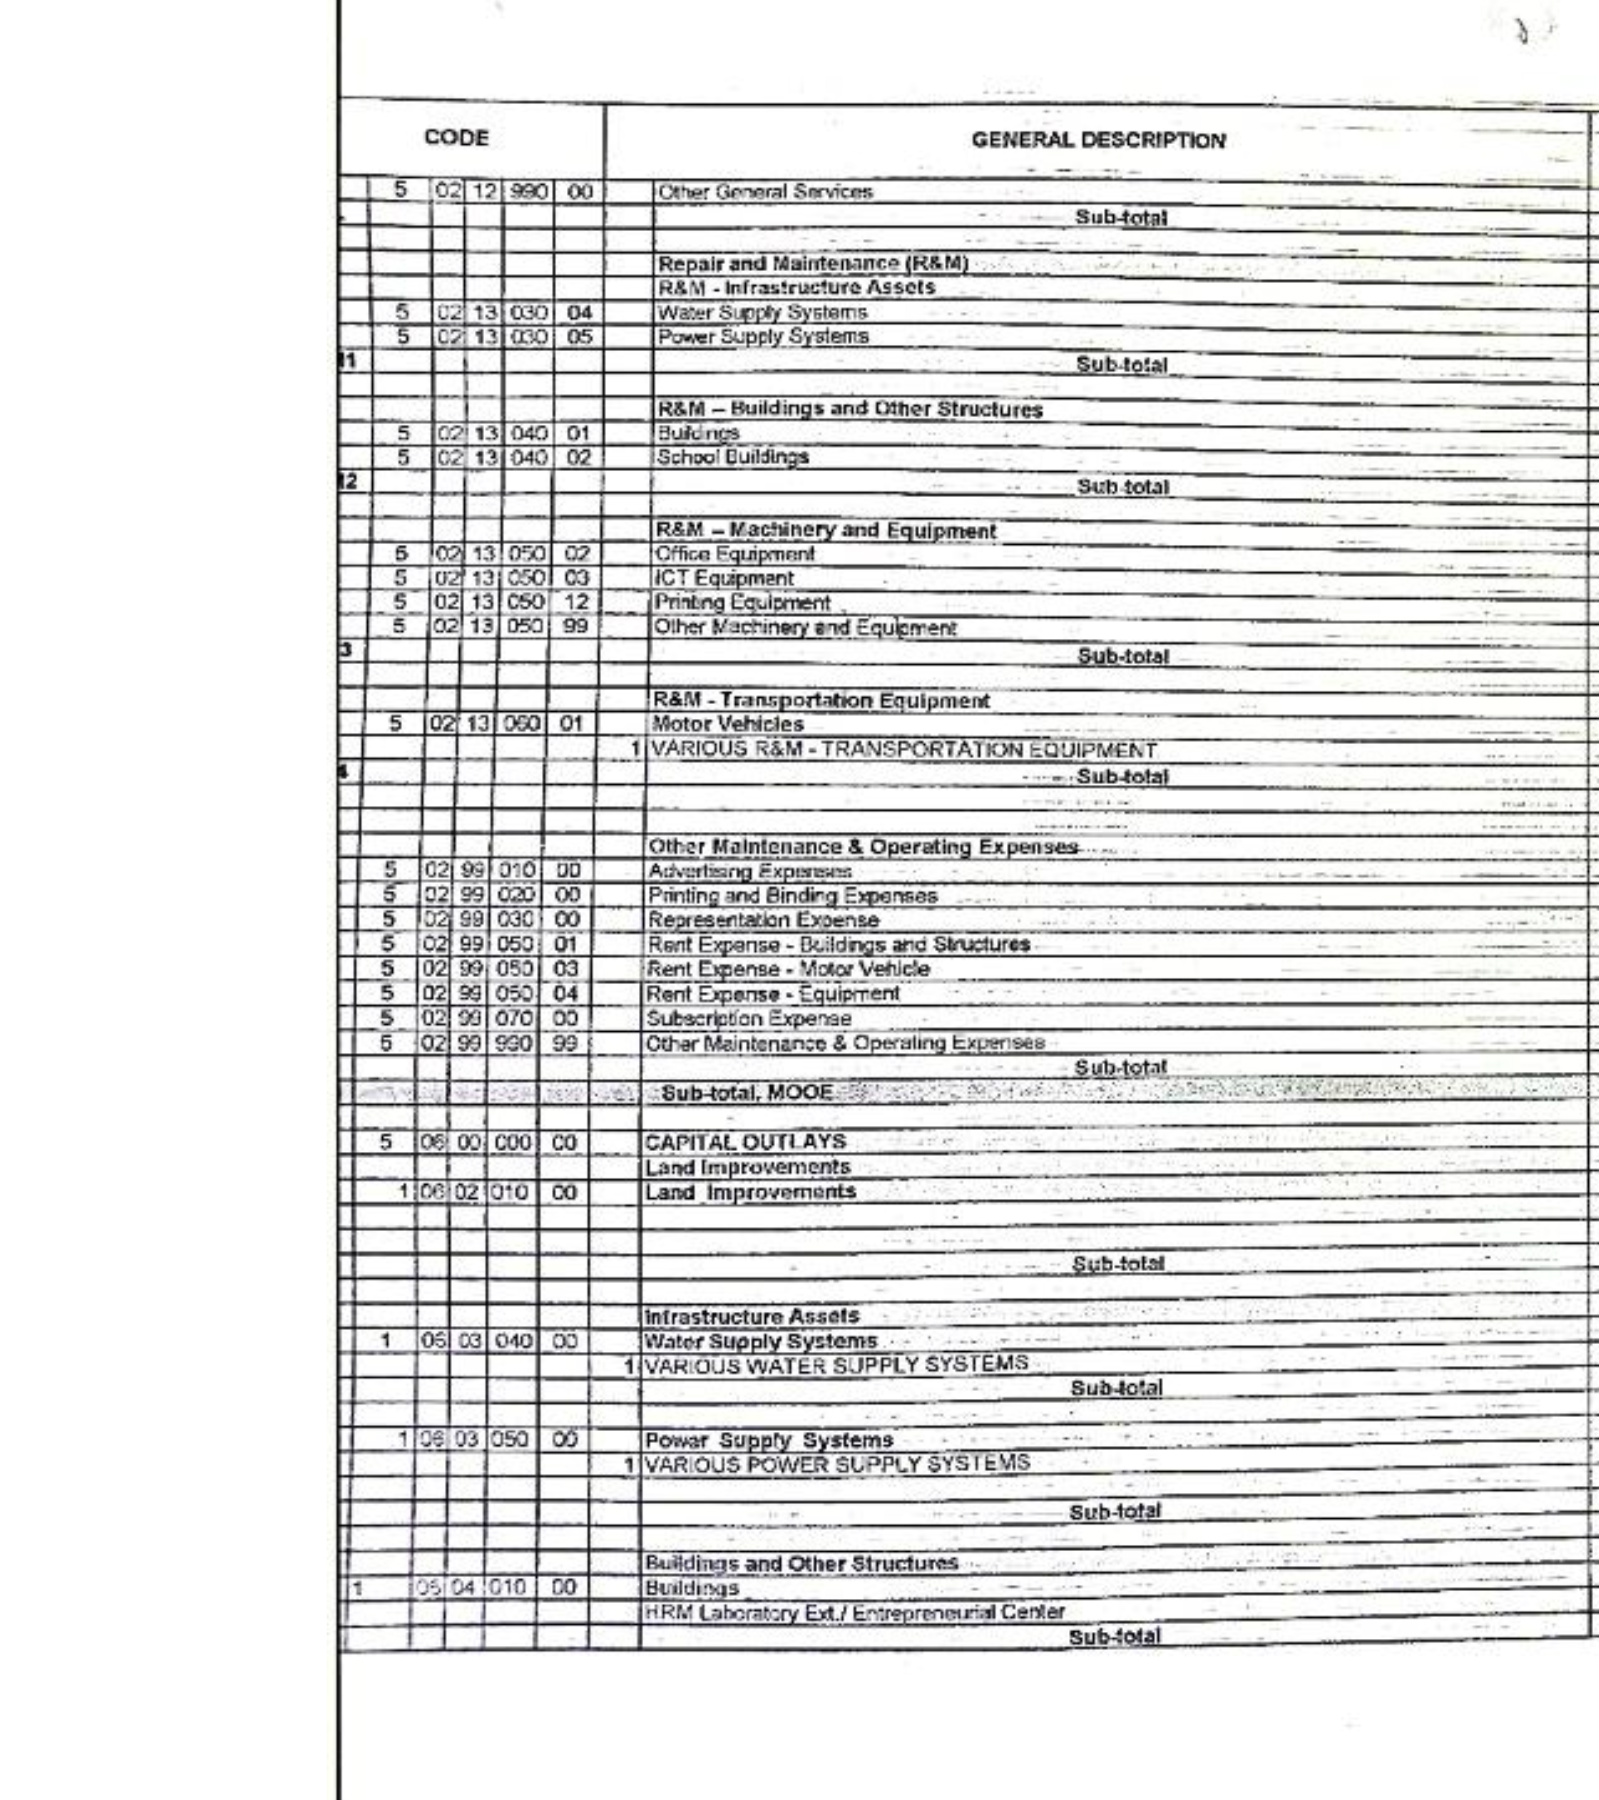 CODE GENERAL DESCRIPTION
5 02 12 990 00 Other General Services
Sub-total
Repair and Maintenance (R&M)
R&M - Infrastructure Assets
5 02 13 030 04 Water Supply Systems
5 02 13 030 05 Power Supply Systems
11 Sub-total
R&M – Buildings and Other Structures
5 02 13 040 01 Buildings
5 02 13 040 02 School Buildings
12 Sub-total
R&M – Machinery and Equipment
5 02 13 050 02 Office Equipment
5 02 13 050 03 ICT Equipment
5 02 13 050 12 Printing Equipment
5 02 13 050 99 Other Machinery and Equipment
3 Sub-total
R&M - Transportation Equipment
5 02 13 060 01 Motor Vehicles
1 VARIOUS R&M - TRANSPORTATION EQUIPMENT
4 Sub-total
Other Maintenance & Operating Expenses
5 02 99 010 00 Advertising Expenses
5 02 99 020 00 Printing and Binding Expenses
5 02 99 030 00 Representation Expense
5 02 99 050 01 Rent Expense - Buildings and Structures
5 02 99 050 03 Rent Expense - Motor Vehicle
5 02 99 050 04 Rent Expense - Equipment
5 02 99 070 00 Subscription Expense
5 02 99 990 99 Other Maintenance & Operating Expenses
Sub-total
Sub-total, MOOE
5 06 00 000 00 CAPITAL OUTLAYS
Land Improvements
1 06 02 010 00 Land Improvements
Sub-total
Infrastructure Assets
1 06 03 040 00 Water Supply Systems
1 VARIOUS WATER SUPPLY SYSTEMS
Sub-total
1 06 03 050 00 Power Supply Systems
1 VARIOUS POWER SUPPLY SYSTEMS
Sub-total
Buildings and Other Structures
1 06 04 010 00 Buildings
HRM Laboratory Ext./ Entrepreneurial Center
Sub-total